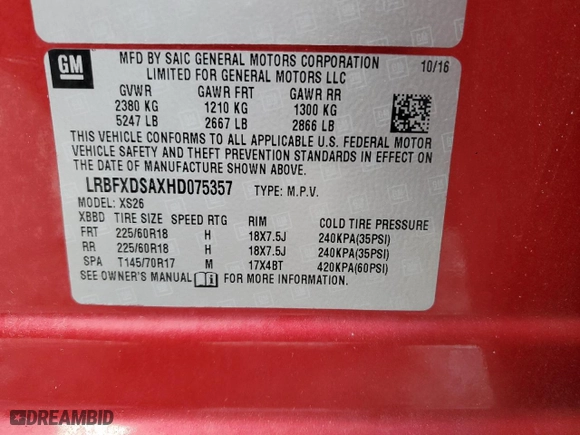 GM
MFD BY SAIC GENERAL MOTORS CORPORATION
LIMITED FOR GENERAL MOTORS LLC
10/16
GVWR GAWR FRT GAWR RR
2380 KG 1210 KG 1300 KG
5247 LB 2667 LB 2866 LB
THIS VEHICLE CONFORMS TO ALL APPLICABLE U.S. FEDERAL MOTOR
VEHICLE SAFETY AND THEFT PREVENTION STANDARDS IN EFFECT ON
THE DATE OF MANUFACTURE SHOWN ABOVE.
LRBFXDSAXHD075357 TYPE: M.P.V.
MODEL: XS26
XBBD TIRE SIZE SPEED RTG RIM COLD TIRE PRESSURE
FRT 225/60R18 H 18X7.5J 240KPA(35PSI)
RR 225/60R18 H 18X7.5J 240KPA(35PSI)
SPA T145/70R17 M 17X4BT 420KPA(60PSI)
SEE OWNER'S MANUAL FOR MORE INFORMATION.
DREAMBID